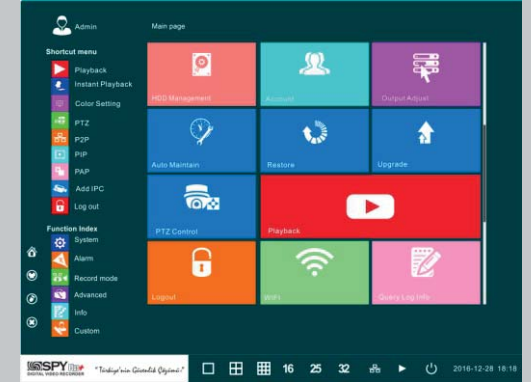 Admin
Main page
Shortcut menu
Playback
Instant Playback
Color Setting
PTZ
P2P
PIP
PAP
Add IPC
Log out
Function Index
System
Alarm
Record mode
Advanced
Info
Custom
HDD Management
Account
Output Adjust
Auto Maintain
Restore
Upgrade
PTZ Control
Playback
Logout
WIFI
Query Log Info
SPY
DIGITAL VIDEO RECORDER
"Türkiye'nin Güvenlik Çözümü!"
16
25
32
2016-12-28 18:18